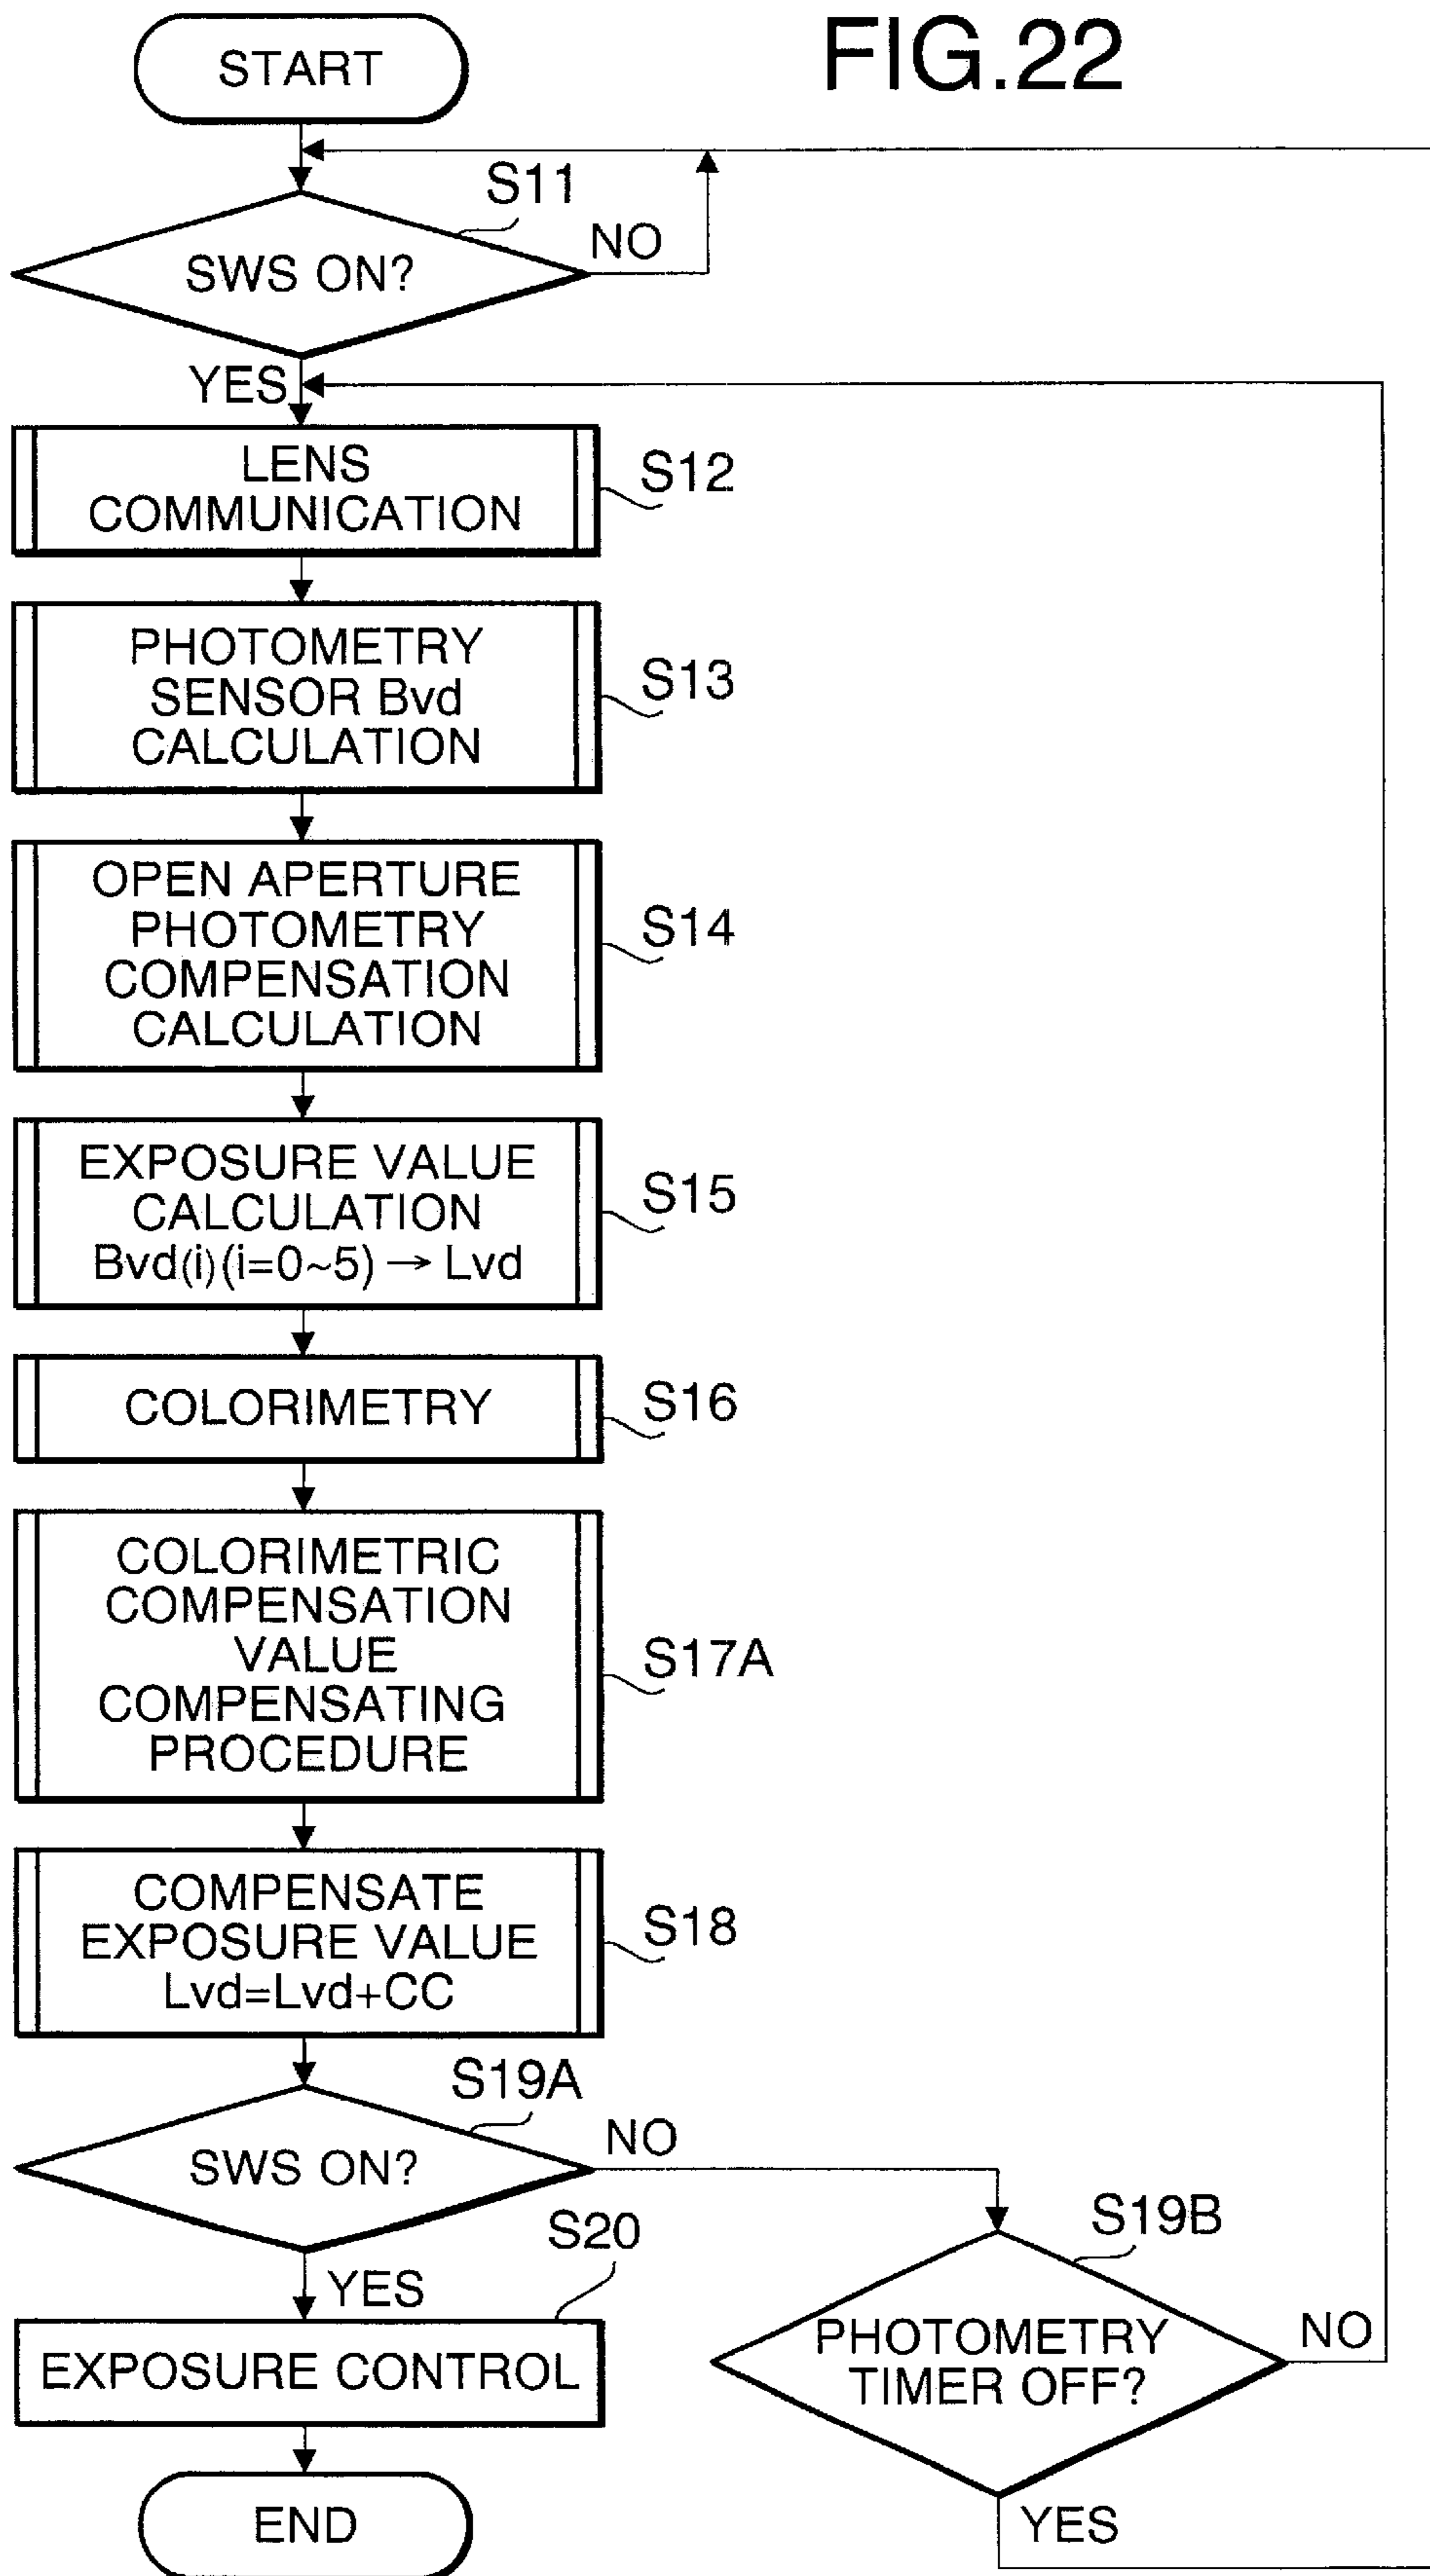 FIG.22
START
S11
SWS ON?
NO
YES
LENS
COMMUNICATION
S12
PHOTOMETRY
SENSOR Bvd
CALCULATION
S13
OPEN APERTURE
PHOTOMETRY
COMPENSATION
CALCULATION
S14
EXPOSURE VALUE
CALCULATION
Bvd(i)(i=0~5)→Lvd
S15
COLORIMETRY
S16
COLORIMETRIC
COMPENSATION
VALUE
COMPENSATING
PROCEDURE
S17A
COMPENSATE
EXPOSURE VALUE
Lvd=Lvd+CC
S18
S19A
SWS ON?
NO
YES
S20
EXPOSURE CONTROL
END
S19B
PHOTOMETRY
TIMER OFF?
NO
YES